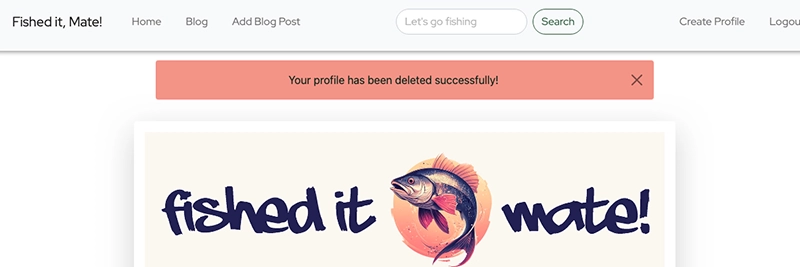 Fished it, Mate! Home Blog Add Blog Post Let's go fishing Search Create Profile
Your profile has been deleted successfully!
fished it mate!